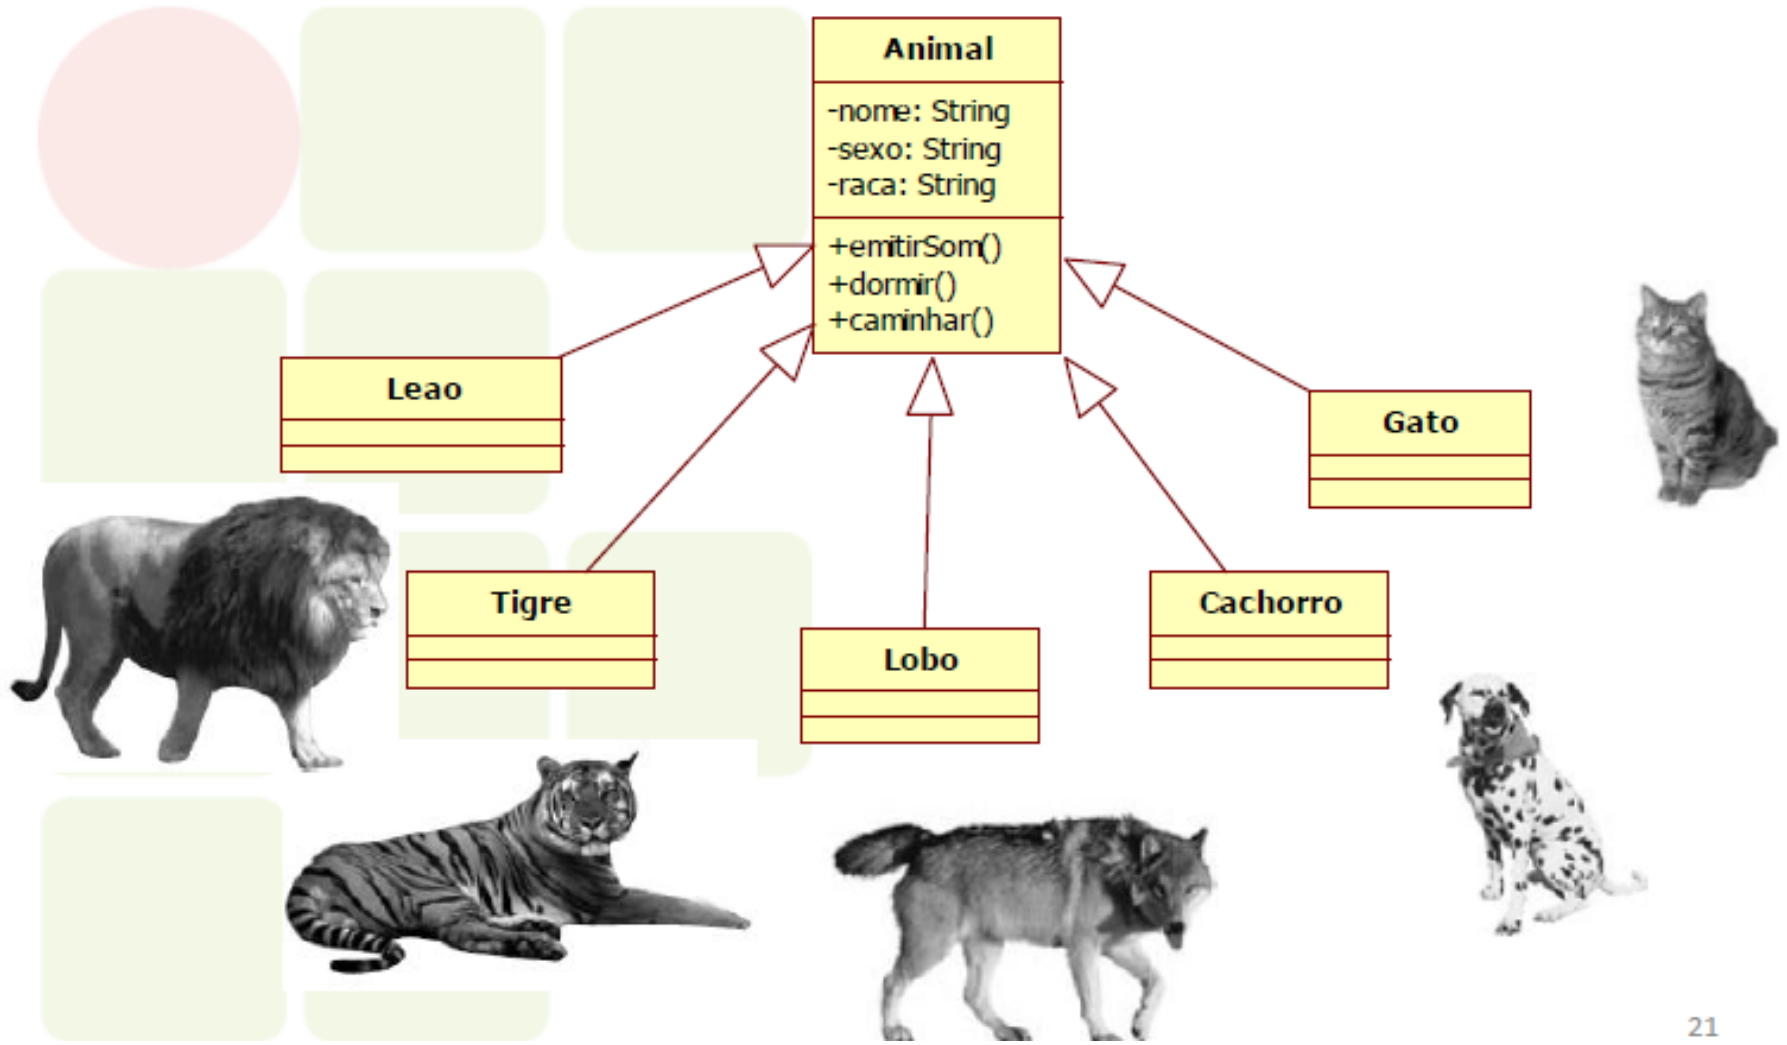 Animal
-nome: String
-sexo: String
-raca: String
+emitirSom()
+dormir()
+caminhar()
Leao
Gato
Tigre
Cachorro
Lobo
21